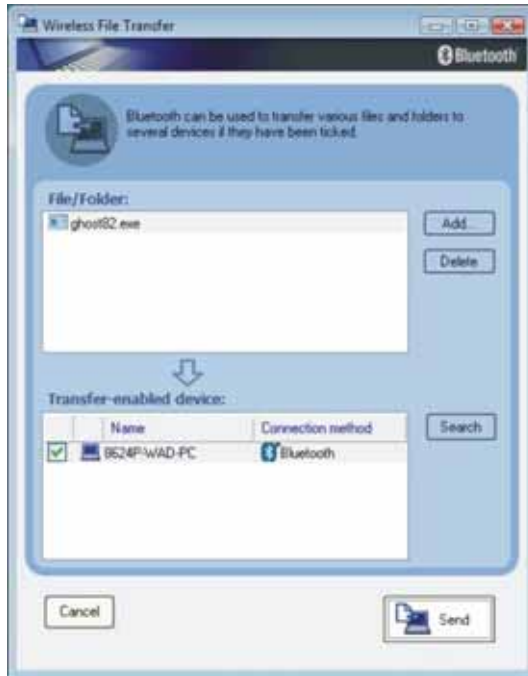 Wireless File Transfer
Bluetooth
Bluetooth can be used to transfer various files and folders to
several devices if they have been ticked.
File/Folder:
ghost82.exe
Add...
Delete
Transfer-enabled device:
Name Connection method
8624P-WAD-PC Bluetooth
Search
Cancel
Send